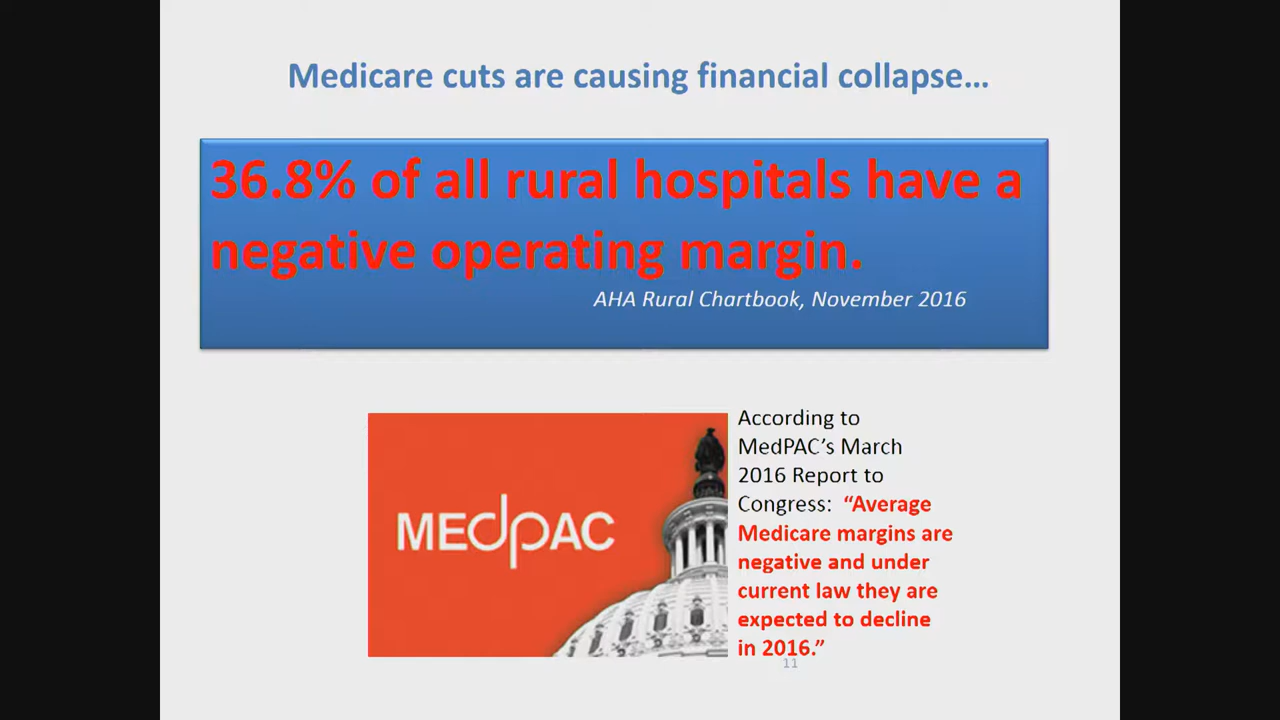 Medicare cuts are causing financial collapse…
36.8% of all rural hospitals have a
negative operating margin.
AHA Rural Chartbook, November 2016
MEdpAC
According to
MedPAC’s March
2016 Report to
Congress: “Average
Medicare margins are
negative and under
current law they are
expected to decline
in 2016.”
11